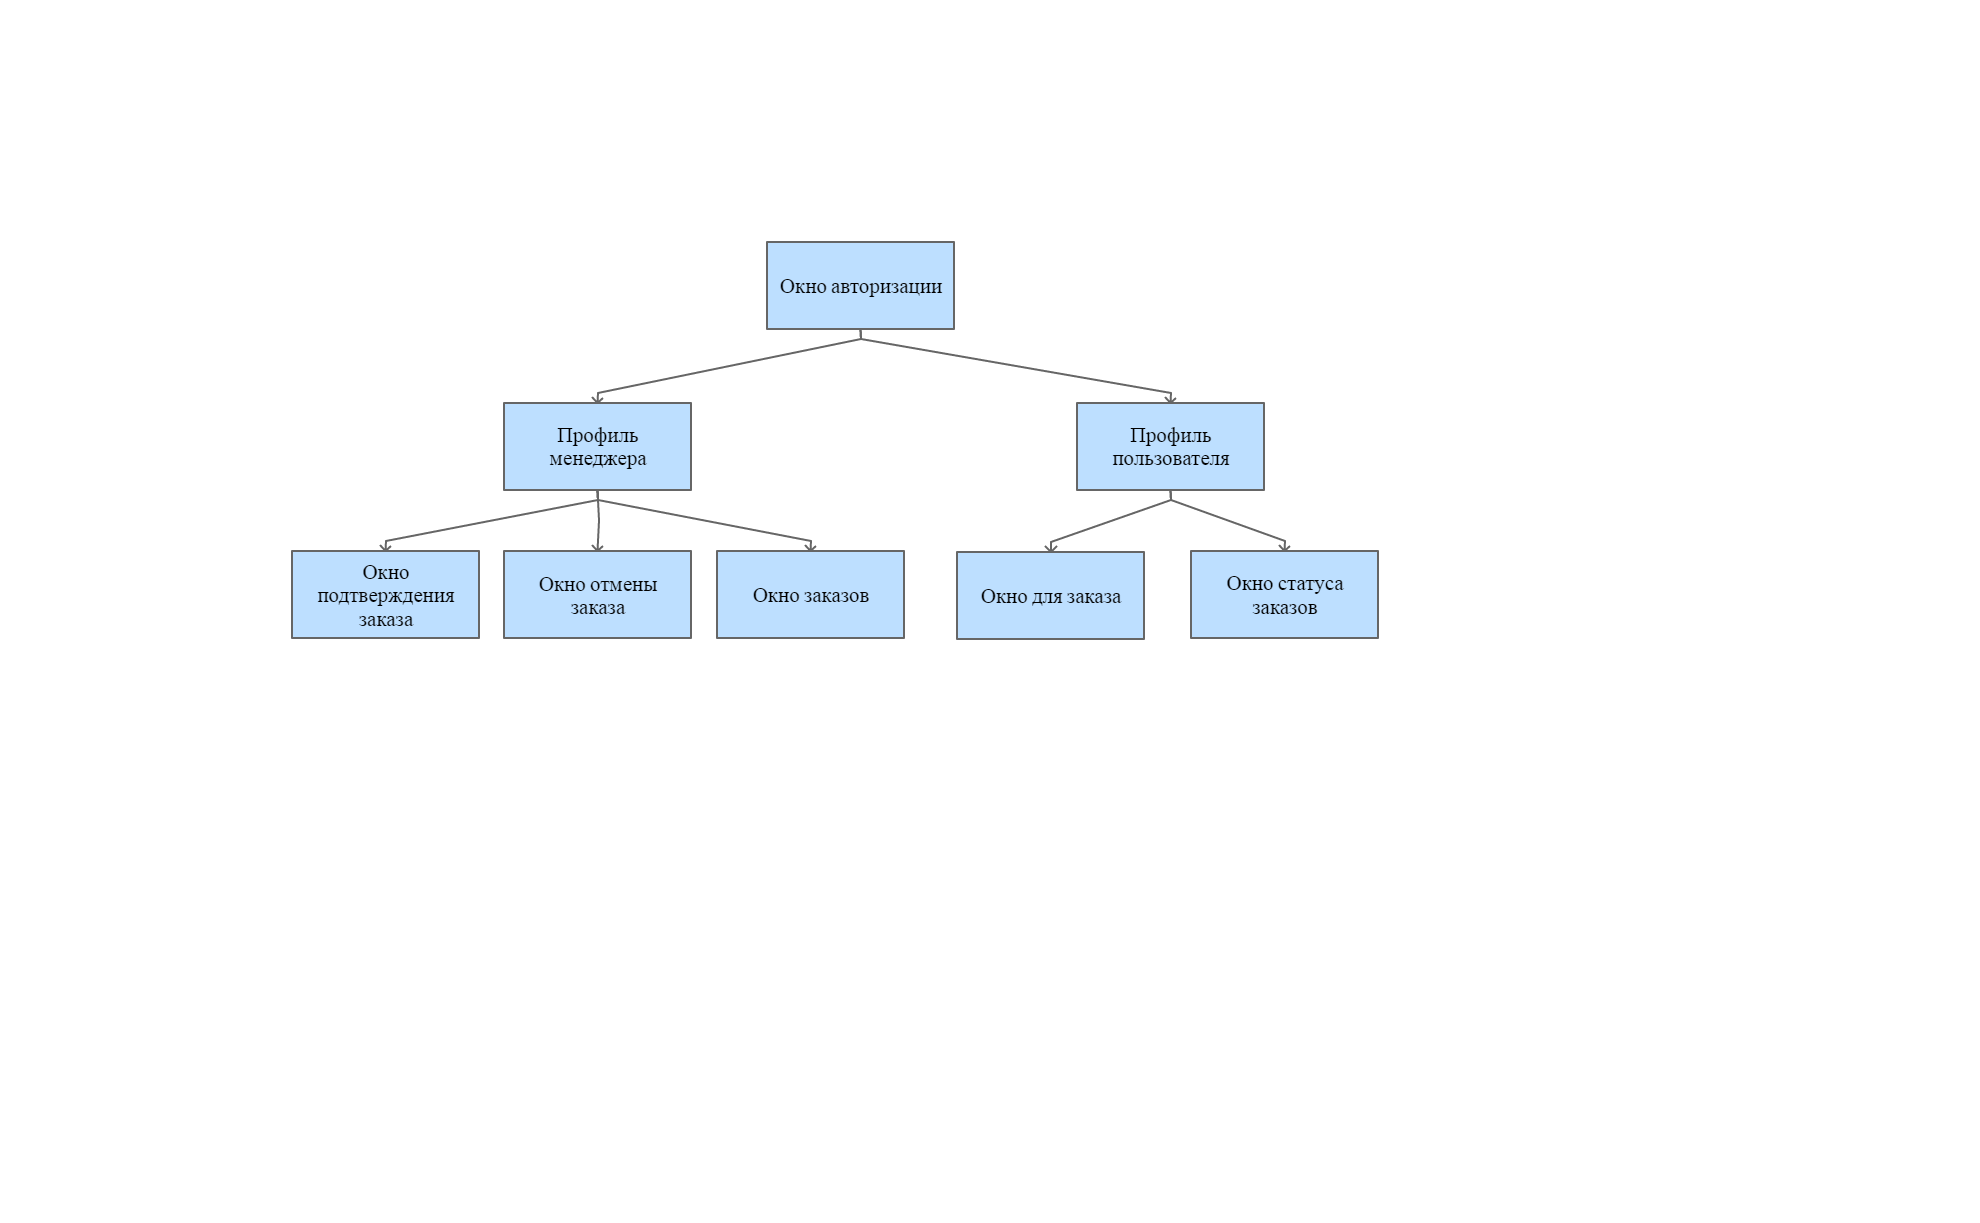 Окно авторизации
Профиль
менеджера
Профиль
пользователя
Окно
подтверждения
заказа
Окно отмены
заказа
Окно заказов
Окно для заказа
Окно статуса
заказов